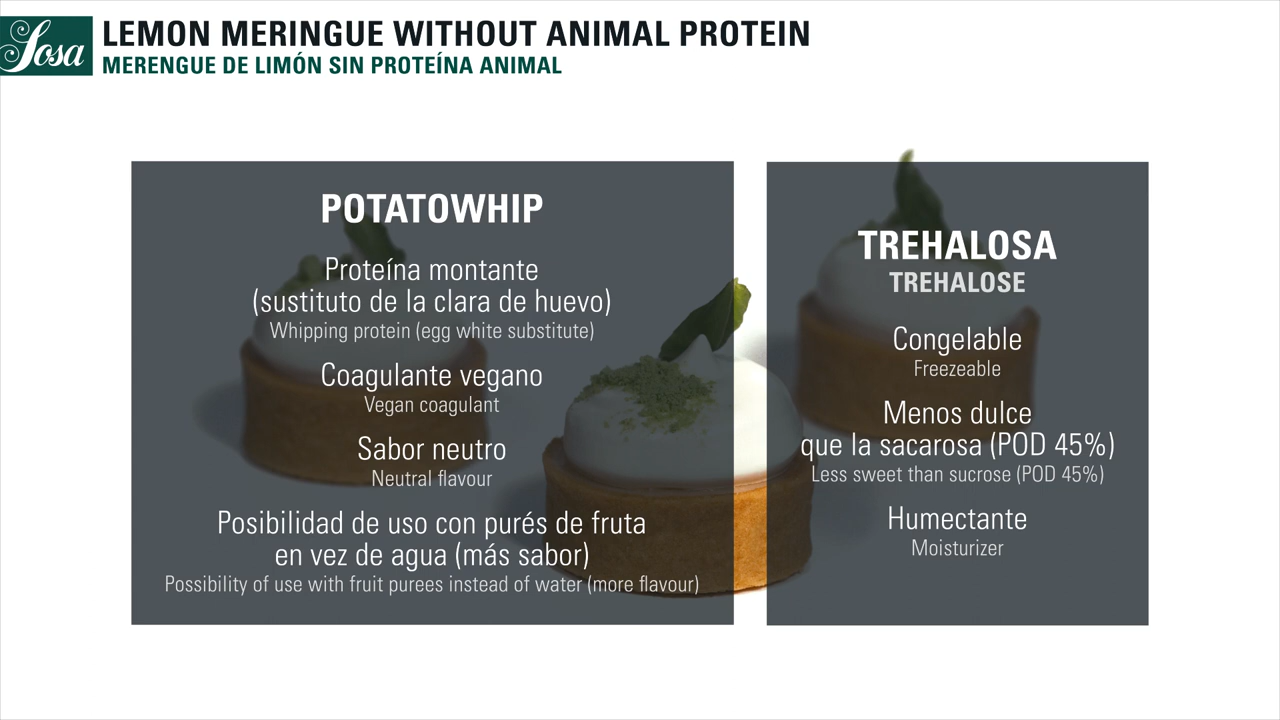 Sosa
LEMON MERINGUE WITHOUT ANIMAL PROTEIN
MERENGUE DE LIMÓN SIN PROTEÍNA ANIMAL
POTATOWHIP
Proteína montante
(sustituto de la clara de huevo)
Whipping protein (egg white substitute)
Coagulante vegano
Vegan coagulant
Sabor neutro
Neutral flavour
Posibilidad de uso con purés de fruta
en vez de agua (más sabor)
Possibility of use with fruit purees instead of water (more flavour)
TREHALOSA
TREHALOSE
Congelable
Freezeable
Menos dulce
que la sacarosa (POD 45%)
Less sweet than sucrose (POD 45%)
Humectante
Moisturizer